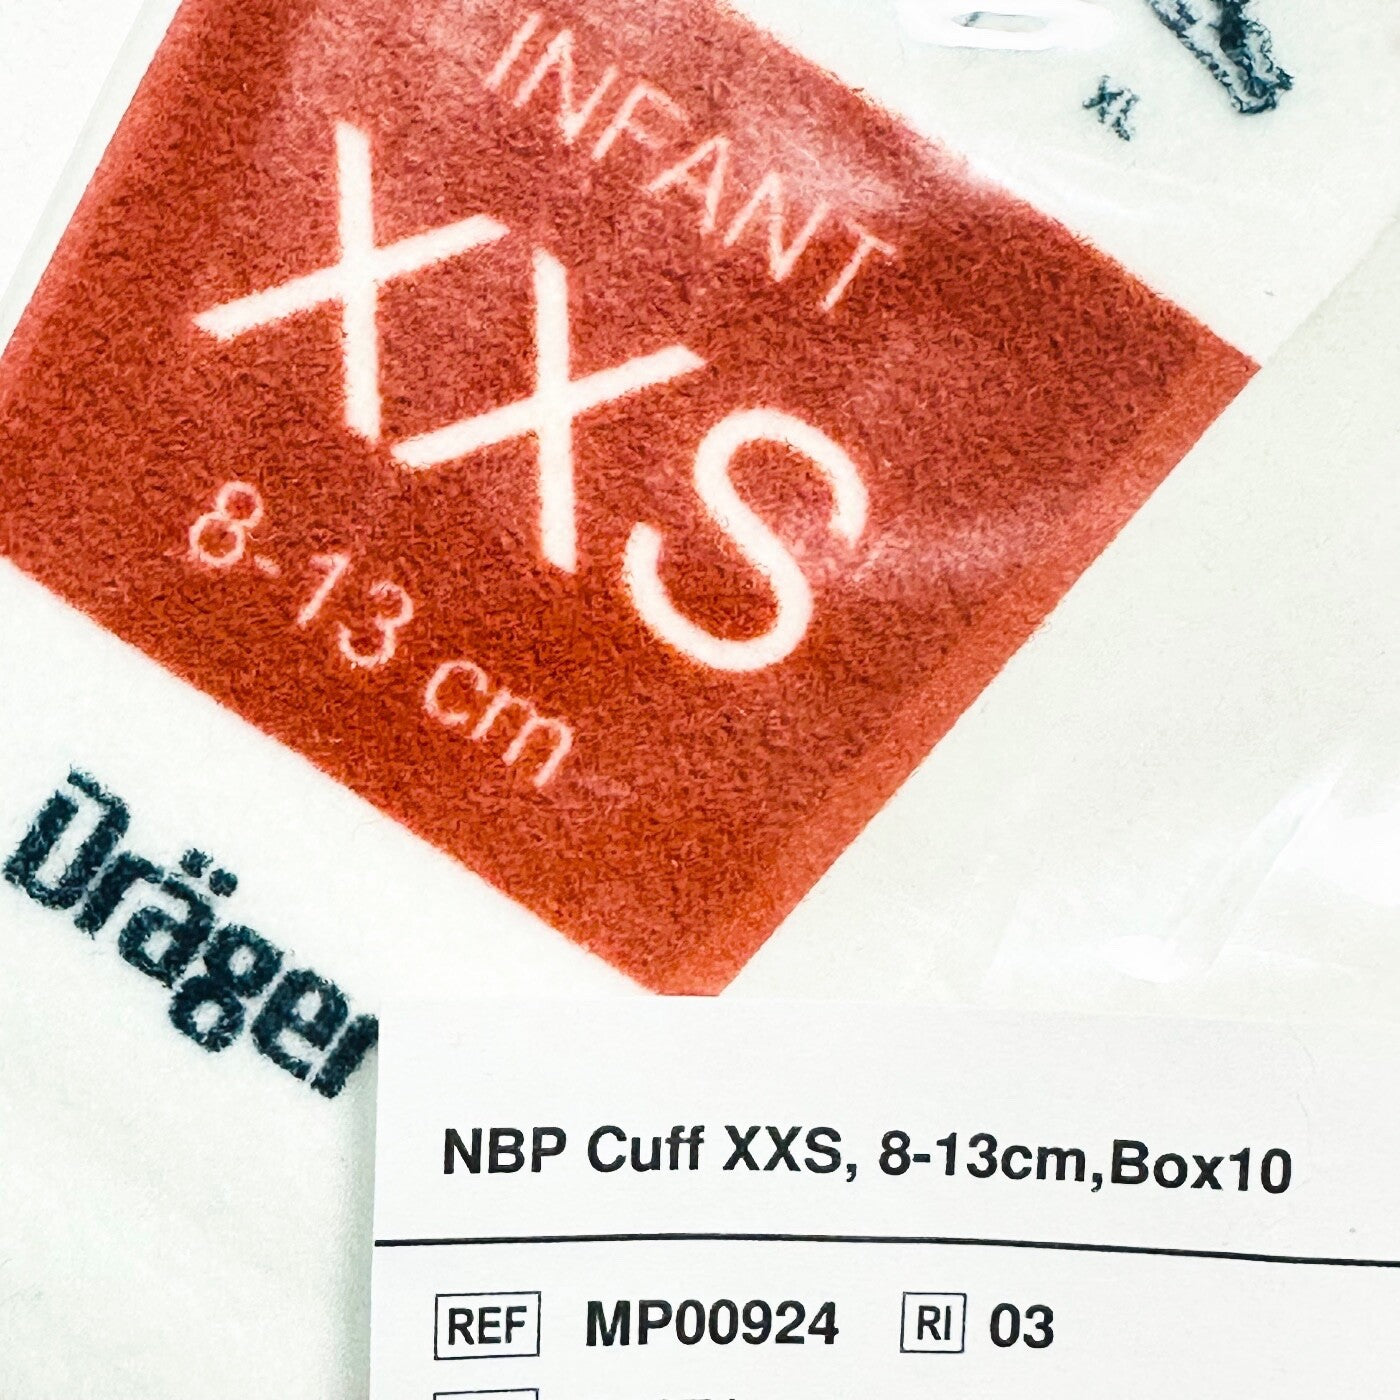 INFANT
XXS
8-13 cm
Dräger
NBP Cuff XXS, 8-13cm,Box10
REF MP00924 RI 03